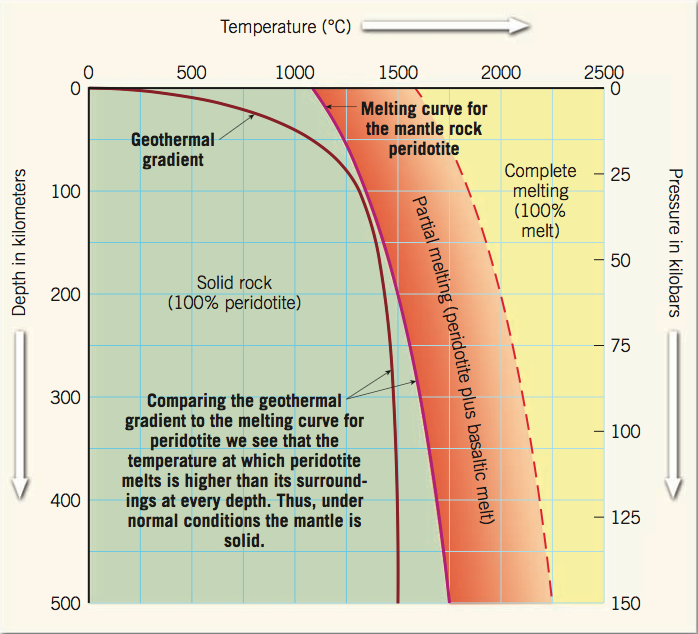 Temperature (°C)
0 500 1000 1500 2000 2500
0
100
200
300
400
500
Depth in kilometers
0
25
50
75
100
125
150
Pressure in kilobars
Geothermal
gradient
Melting curve for
the mantle rock
peridotite
Complete
melting
(100%
melt)
Partial melting (peridotite plus basaltic melt)
Solid rock
(100% peridotite)
Comparing the geothermal
gradient to the melting curve for
peridotite we see that the
temperature at which peridotite
melts is higher than its surround-
ings at every depth. Thus, under
normal conditions the mantle is
solid.